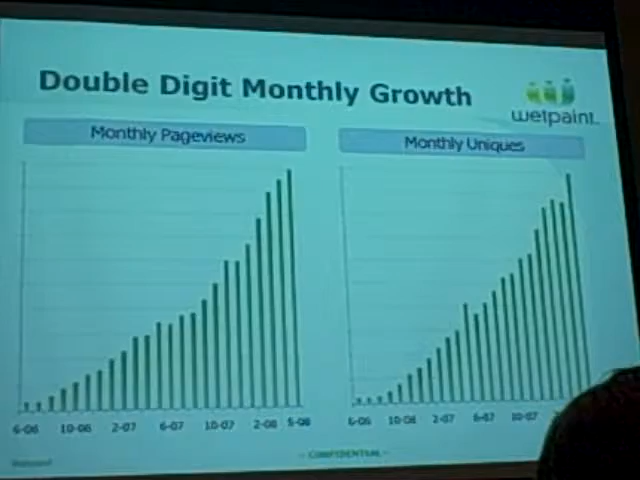 Double Digit Monthly Growth
wetpaint
Monthly Pageviews
Monthly Uniques
6-06 10-06 2-07 6-07 10-07 2-08 5-08
6-06 10-06 2-07 6-07 10-07
- CONFIDENTIAL -